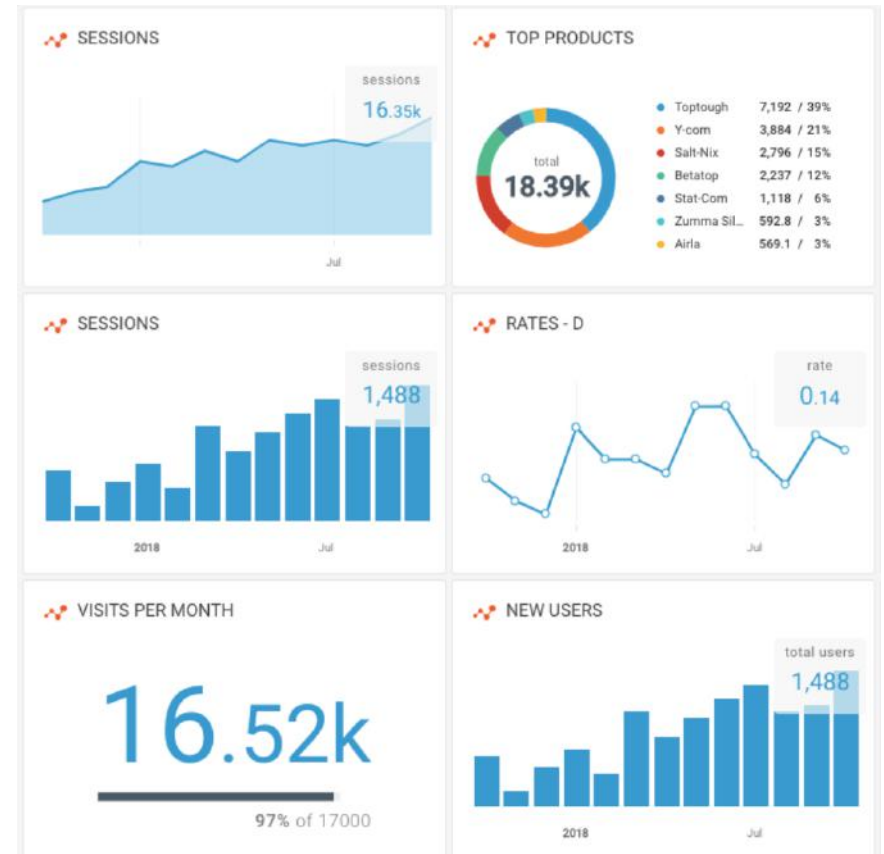 SESSIONS
sessions
16.35k
Jul
TOP PRODUCTS
total
18.39k
Toptough 7,192 / 39%
Y-com 3,884 / 21%
Salt-Nix 2,796 / 15%
Betatop 2,237 / 12%
Stat-Com 1,118 / 6%
Zumma Sil... 592.8 / 3%
Airla 569.1 / 3%
SESSIONS
sessions
1,488
2018 Jul
RATES - D
rate
0.14
2018 Jul
VISITS PER MONTH
16.52k
97% of 17000
NEW USERS
total users
1,488
2018 Jul